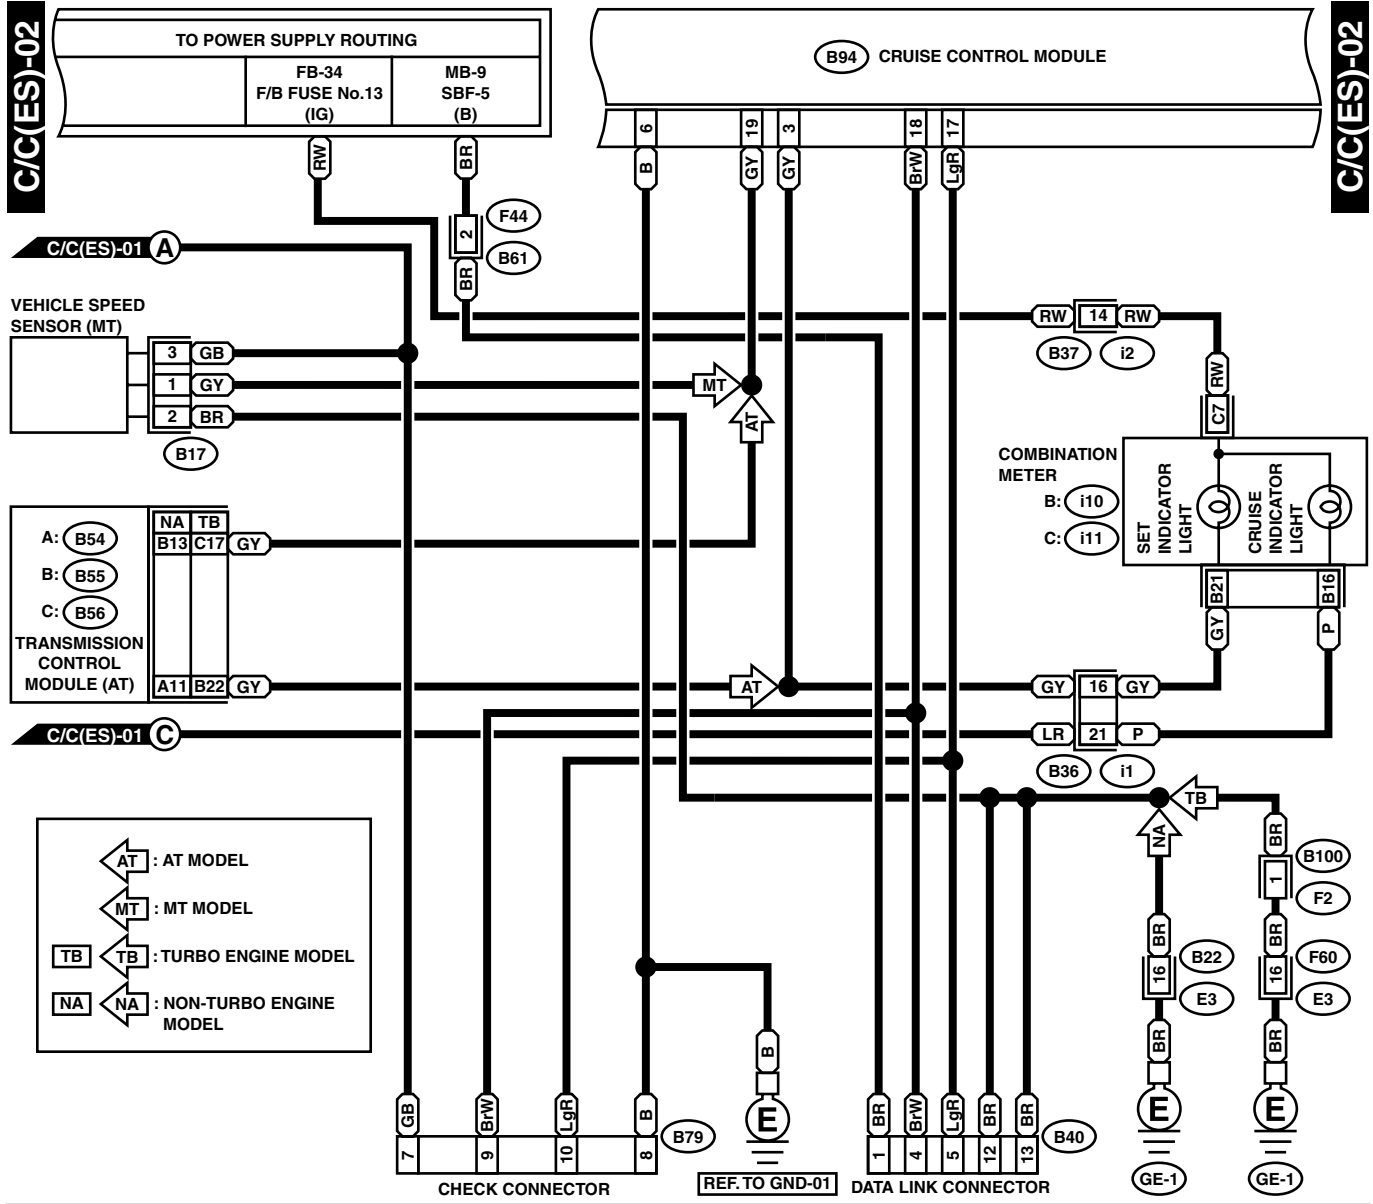 C/C(ES)-02
TO POWER SUPPLY ROUTING
FB-34
F/B FUSE No.13
(IG)
MB-9
SBF-5
(B)
B94 CRUISE CONTROL MODULE
C/C(ES)-02
6 19 3 18 17
RW BR B GY GY BrW LgR
2
F44
B61
BR
C/C(ES)-01 A
VEHICLE SPEED
SENSOR (MT)
3 GB
1 GY
2 BR
B17
MT
AT
RW 14 RW
B37 i2
RW
C7
COMBINATION
METER
B: i10
C: i11
SET
INDICATOR
LIGHT
CRUISE
INDICATOR
LIGHT
B21 B16
GY P
NA TB
A: B54
B13 C17 GY
B: B55
C: B56
TRANSMISSION
CONTROL
MODULE (AT)
A11 B22 GY
AT
GY 16 GY
C/C(ES)-01 C
LR 21 P
B36 i1
TB
NA
BR
1
B100
F2
BR BR
16 16
B22 F60
E3 E3
BR BR
E E
GE-1 GE-1
AT : AT MODEL
MT : MT MODEL
TB TB : TURBO ENGINE MODEL
NA NA : NON-TURBO ENGINE
MODEL
B
E
REF. TO GND-01
GB BrW LgR B
7 9 10 8
B79
CHECK CONNECTOR
BR BrW LgR BR BR
1 4 5 12 13
B40
DATA LINK CONNECTOR